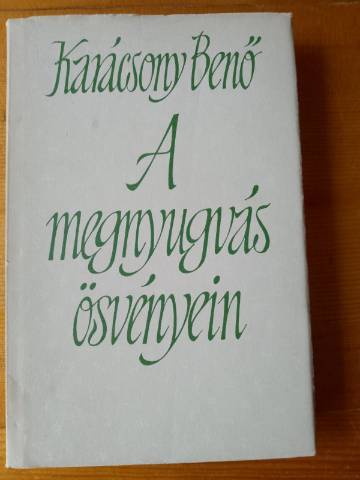 Karácsony Benő
A
megnyugvás
ösvényein